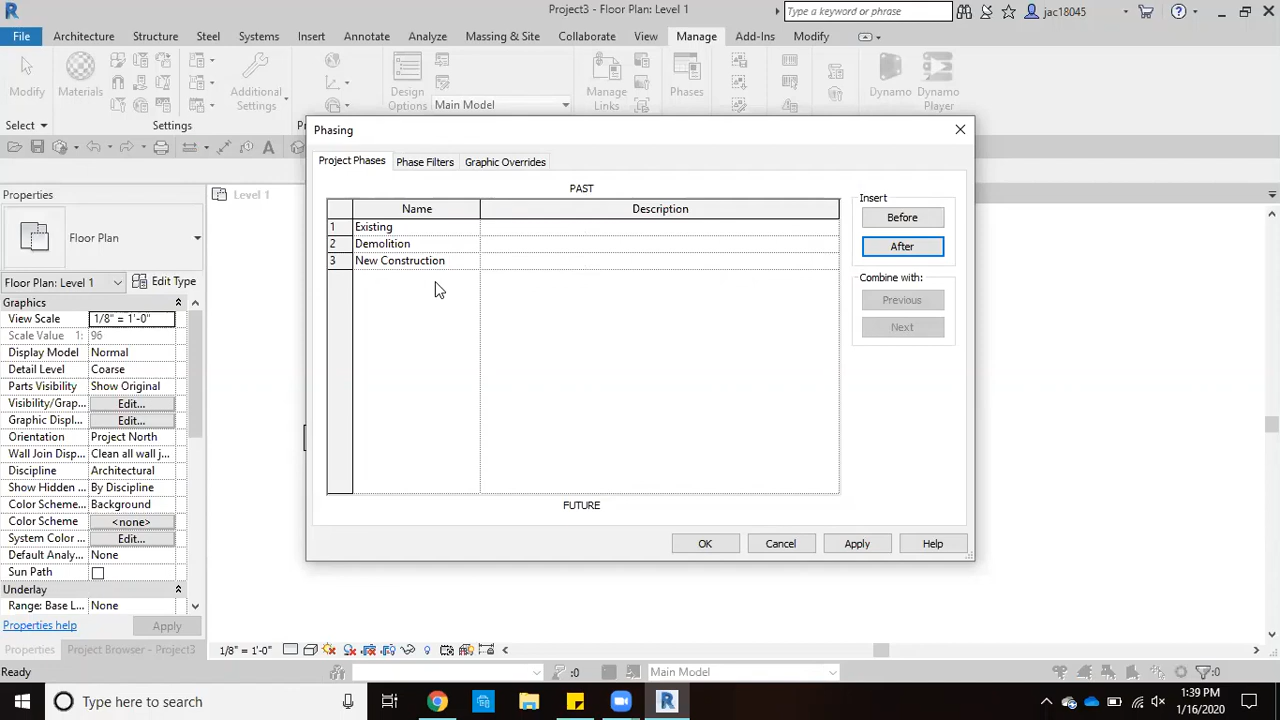 Project3 - Floor Plan: Level 1
Type a keyword or phrase
jac18045
File Architecture Structure Steel Systems Insert Annotate Analyze Massing & Site Collaborate View Manage Add-Ins Modify
Modify
Materials
Additional
Settings
Design
Options
Main Model
Manage
Links
Phases
Dynamo
Dynamo
Player
Select
Settings
Level 1
Properties
Floor Plan
Floor Plan: Level 1
Edit Type
Graphics
View Scale 1/8" = 1'-0"
Scale Value 1: 96
Display Model Normal
Detail Level Coarse
Parts Visibility Show Original
Visibility/Grap... Edit...
Graphic Displ... Edit...
Orientation Project North
Wall Join Disp... Clean all wall j...
Discipline Architectural
Show Hidden ... By Discipline
Color Scheme... Background
Color Scheme <none>
System Color ... Edit...
Default Analy... None
Sun Path
Underlay
Range: Base L... None
Properties help
Apply
Properties
Project Browser - Project3
Phasing
Project Phases
Phase Filters
Graphic Overrides
PAST
Name Description
1 Existing
2 Demolition
3 New Construction
FUTURE
Insert
Before
After
Combine with:
Previous
Next
OK
Cancel
Apply
Help
1/8" = 1'-0"
Ready
:0
Main Model
:0
Type here to search
1:39 PM
1/16/2020